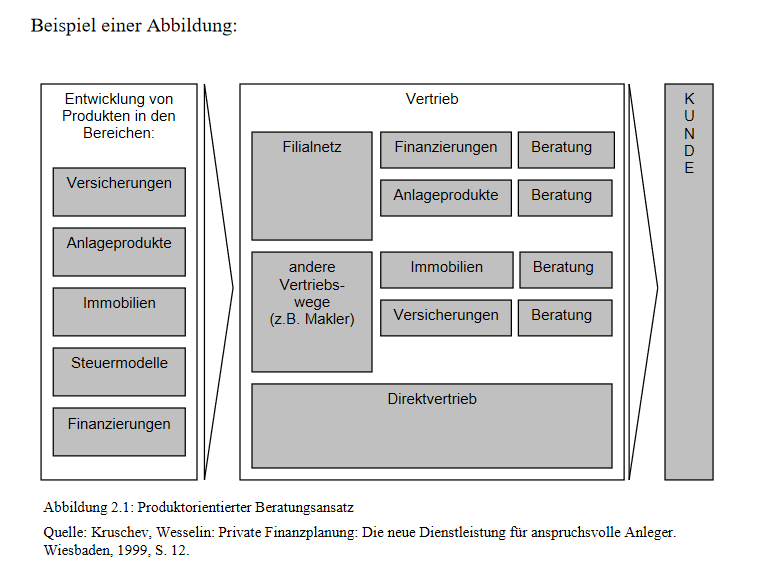 Beispiel einer Abbildung:
Entwicklung von
Produkten in den
Bereichen:
Versicherungen
Anlageprodukte
Immobilien
Steuermodelle
Finanzierungen
Vertrieb
Filialnetz
Finanzierungen
Beratung
Anlageprodukte
Beratung
andere
Vertriebs-
wege
(z.B. Makler)
Immobilien
Beratung
Versicherungen
Beratung
Direktvertrieb
K
U
N
D
E
Abbildung 2.1: Produktorientierter Beratungsansatz
Quelle: Kruschev, Wesselin: Private Finanzplanung: Die neue Dienstleistung für anspruchsvolle Anleger.
Wiesbaden, 1999, S. 12.